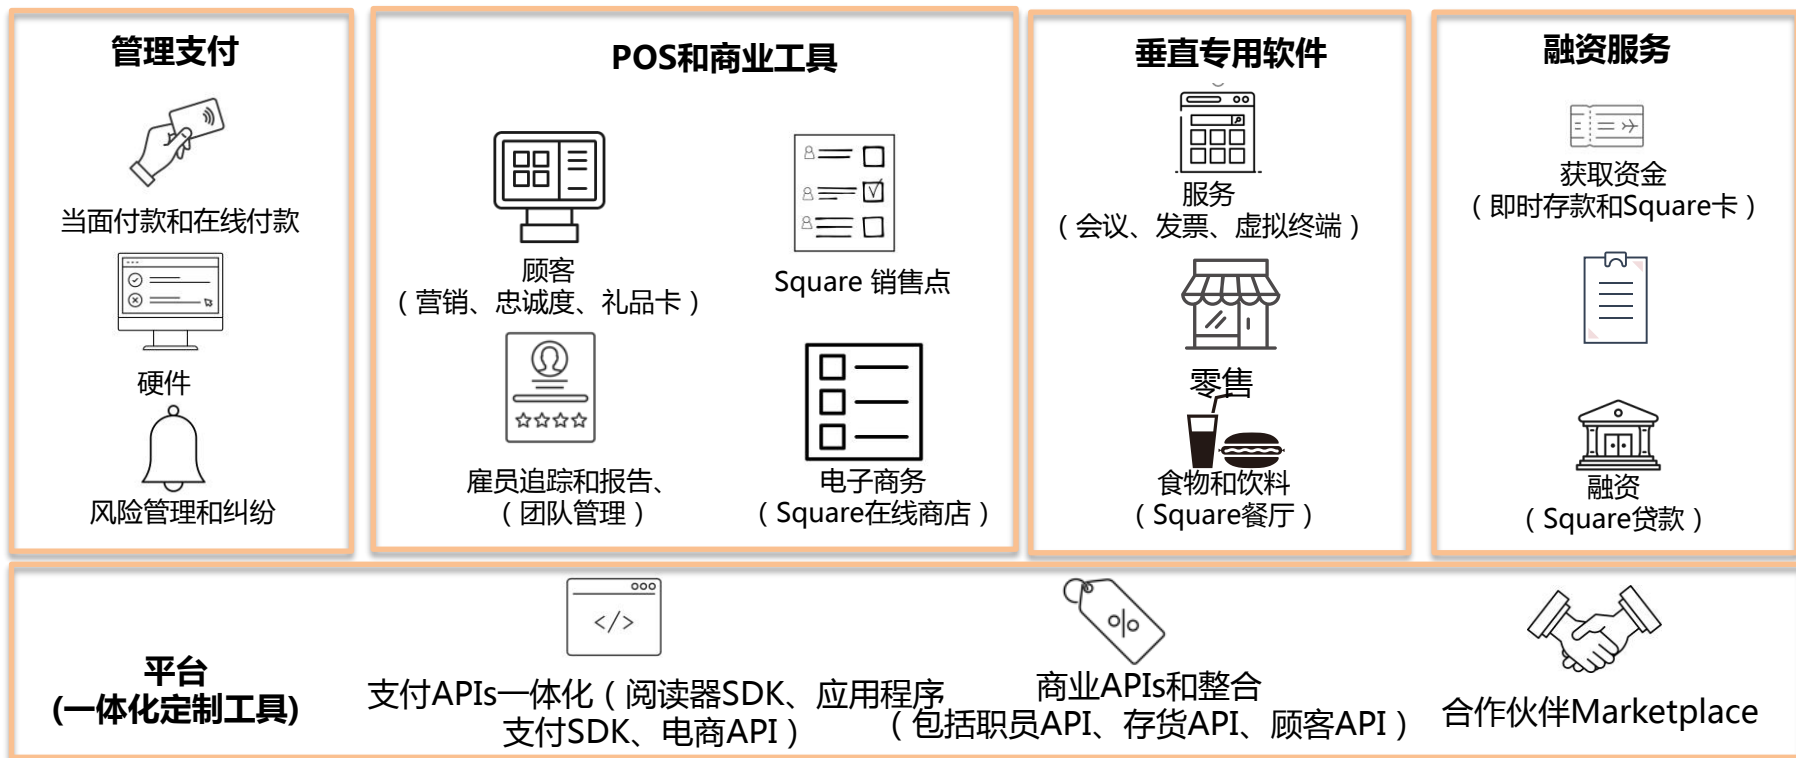 管理支付
当面付款和在线付款
硬件
风险管理和纠纷
POS和商业工具
顾客
（营销、忠诚度、礼品卡）
Square 销售点
雇员追踪和报告、
（团队管理）
电子商务
（Square在线商店）
垂直专用软件
服务
（会议、发票、虚拟终端）
零售
食物和饮料
（Square餐厅）
融资服务
获取资金
（即时存款和Square卡）
融资
（Square贷款）
平台
(一体化定制工具)
支付APIs一体化（阅读器SDK、应用程序
支付SDK、电商API）
商业APIs和整合
（包括职员API、存货API、顾客API）
合作伙伴Marketplace